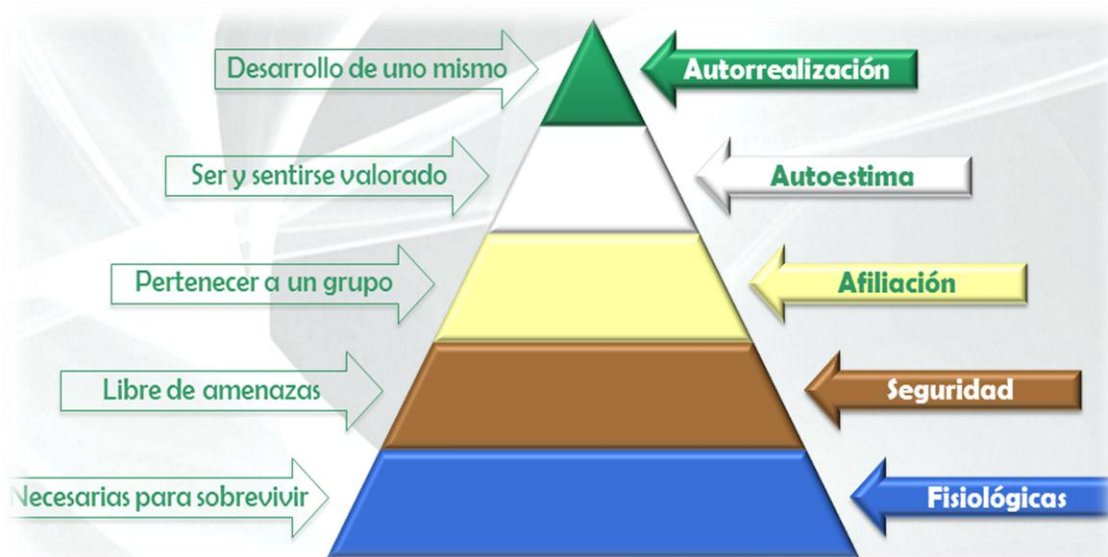 Desarrollo de uno mismo
Autorrealización
Ser y sentirse valorado
Autoestima
Pertenecer a un grupo
Afiliación
Libre de amenazas
Seguridad
Necesarias para sobrevivir
Fisiológicas